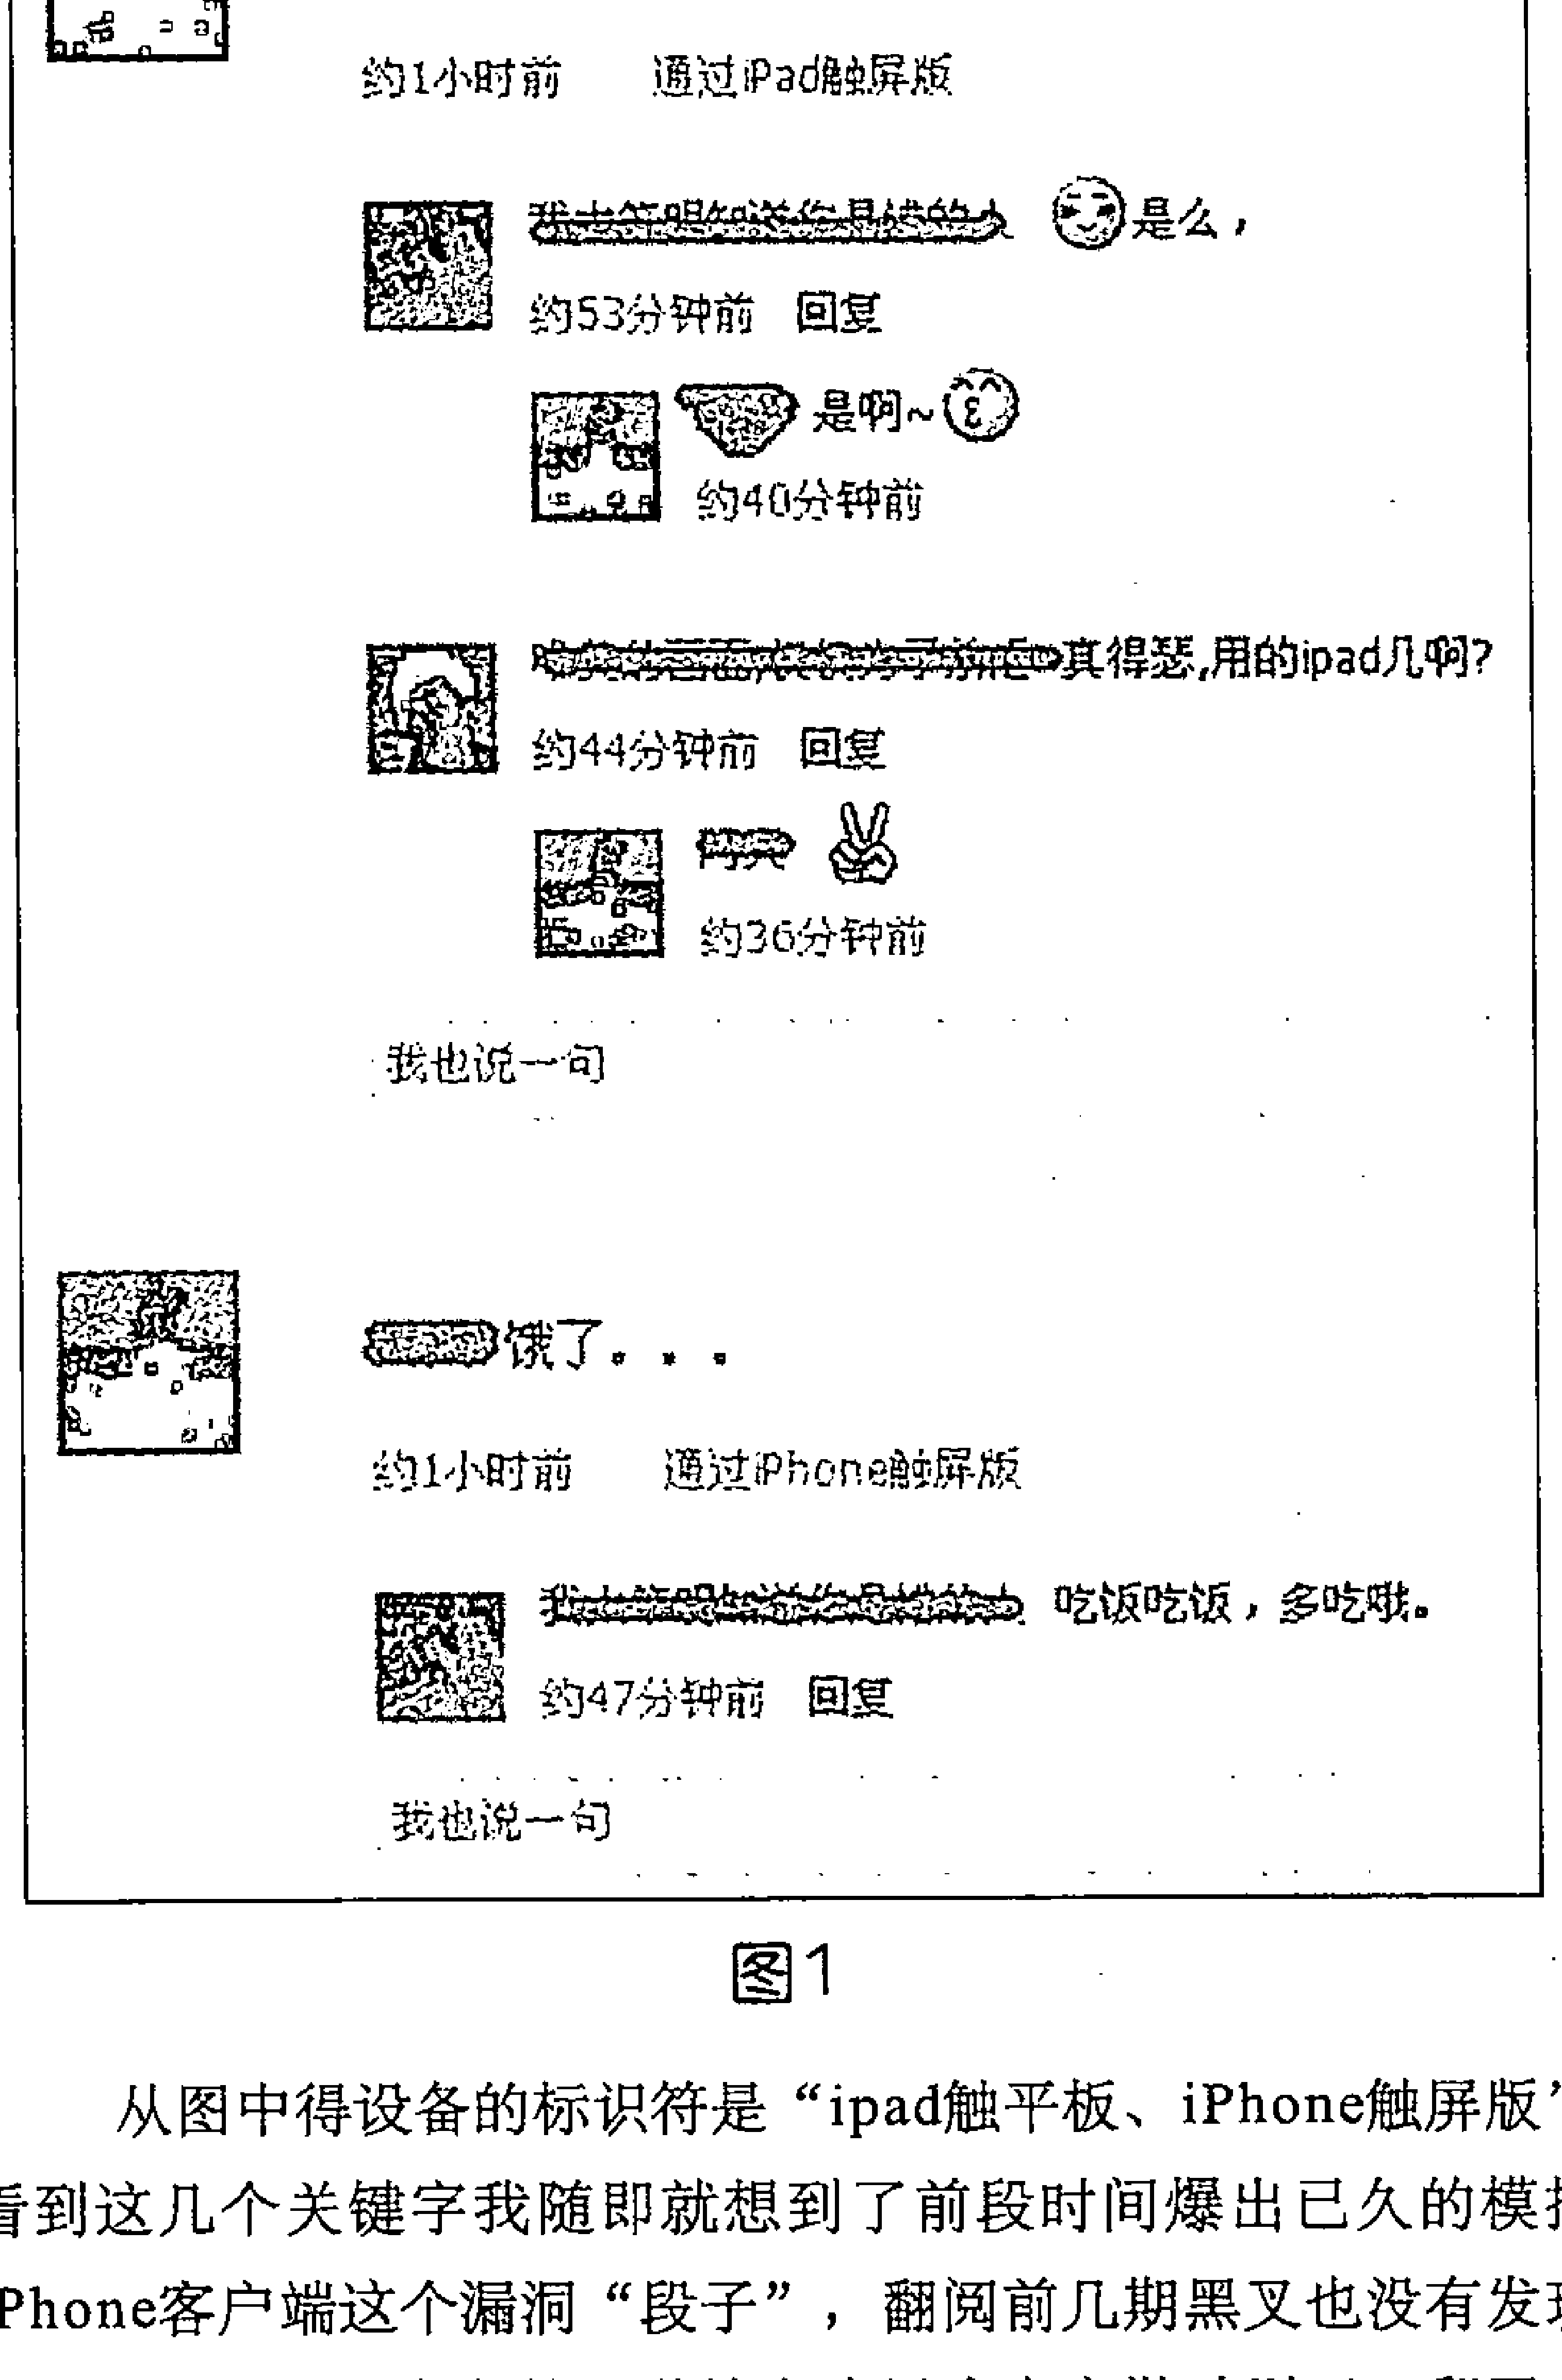 约1小时前 通过iPad触屏版
是么，
约53分钟前 回复
是啊~
约40分钟前
真得瑟,用的ipad几啊?
约44分钟前 回复
约36分钟前
我也说一句
饿了...
约1小时前 通过iPhone触屏版
吃饭吃饭，多吃哦。
约47分钟前 回复
我也说一句
图1
从图中得设备的标识符是“ipad触平板、iPhone触屏版”
看到这几个关键字我随即就想到了前段时间爆出已久的模拟
Phone客户端这个漏洞“段子”，翻阅前几期黑叉也没有发现